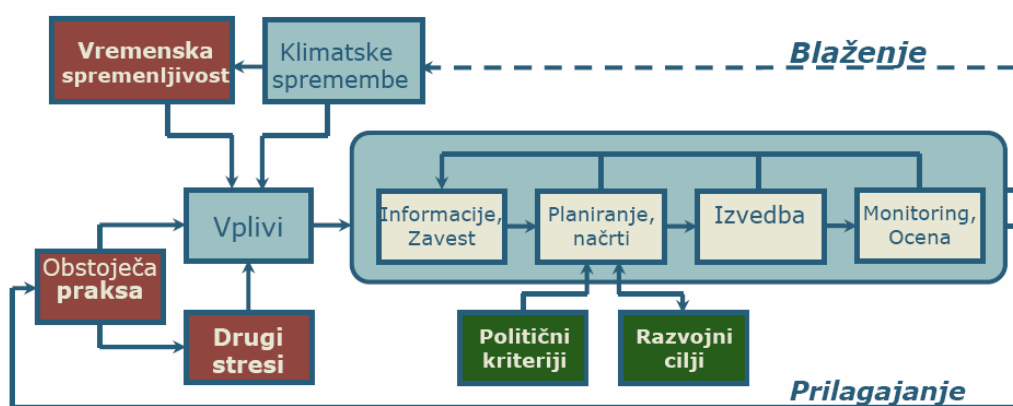 Vremenska
spremenljivost
Klimatske
spremembe
Blaženje
Vplivi
Informacije,
Zavest
Planiranje,
načrti
Izvedba
Monitoring,
Ocena
Obstoječa
praksa
Drugi
stresi
Politični
kriteriji
Razvojni
cilji
Prilagajanje